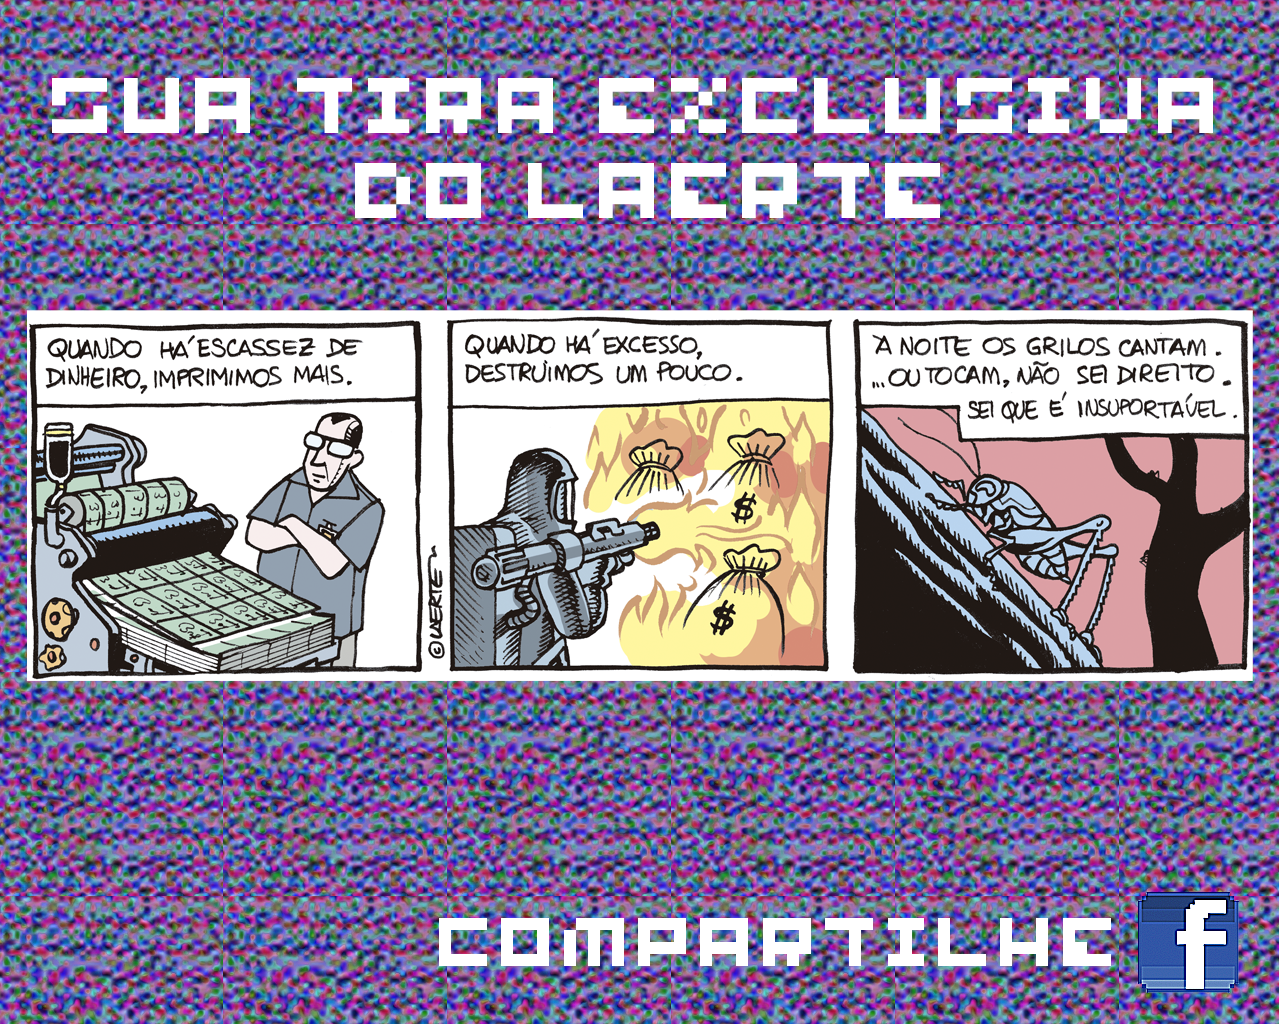 SUA TIRA EXCLUSIVA
DO LAERTE
QUANDO HÁ ESCASSEZ DE
DINHEIRO, IMPRIMIMOS MAIS.
QUANDO HÁ EXCESSO,
DESTRUÍMOS UM POUCO.
À NOITE OS GRILOS CANTAM.
...OU TOCAM, NÃO SEI DIREITO.
SEI QUE É INSUPORTÁVEL.
$
$
© LAERTE
COMPARTILHE f